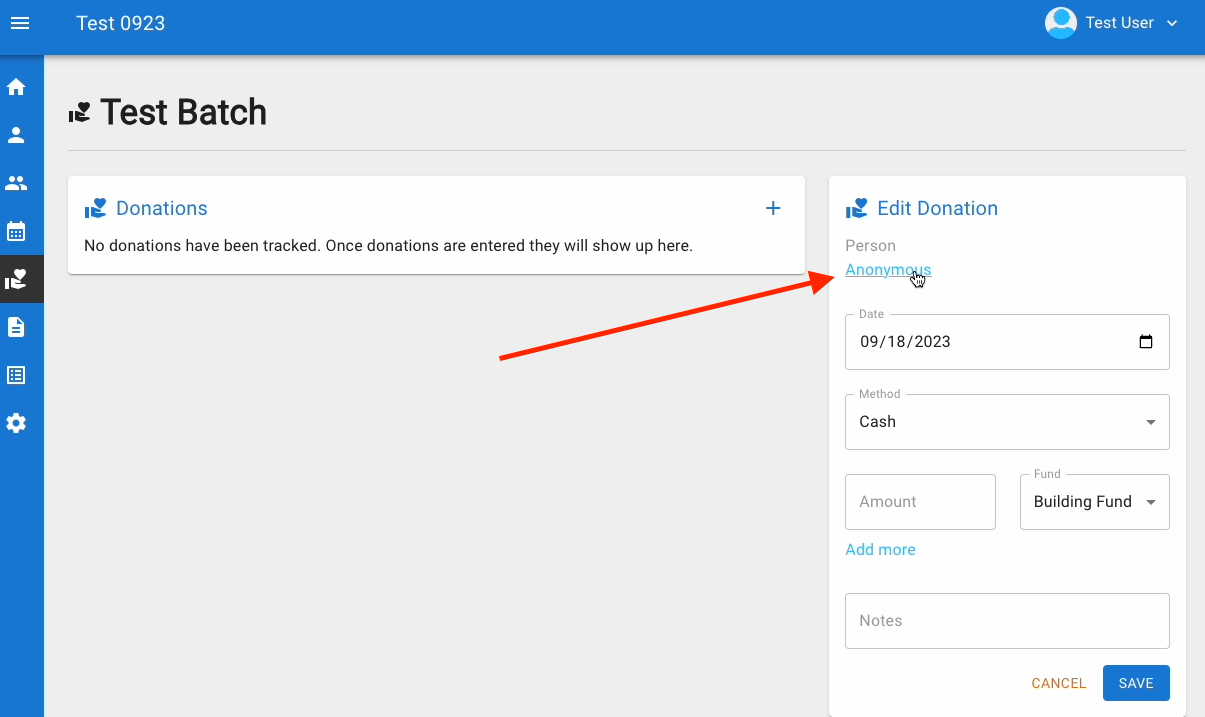 Test 0923
Test User
Test Batch
Donations
No donations have been tracked. Once donations are entered they will show up here.
Edit Donation
Person
Anonymous
Date
09/18/2023
Method
Cash
Amount
Fund
Building Fund
Add more
Notes
CANCEL
SAVE